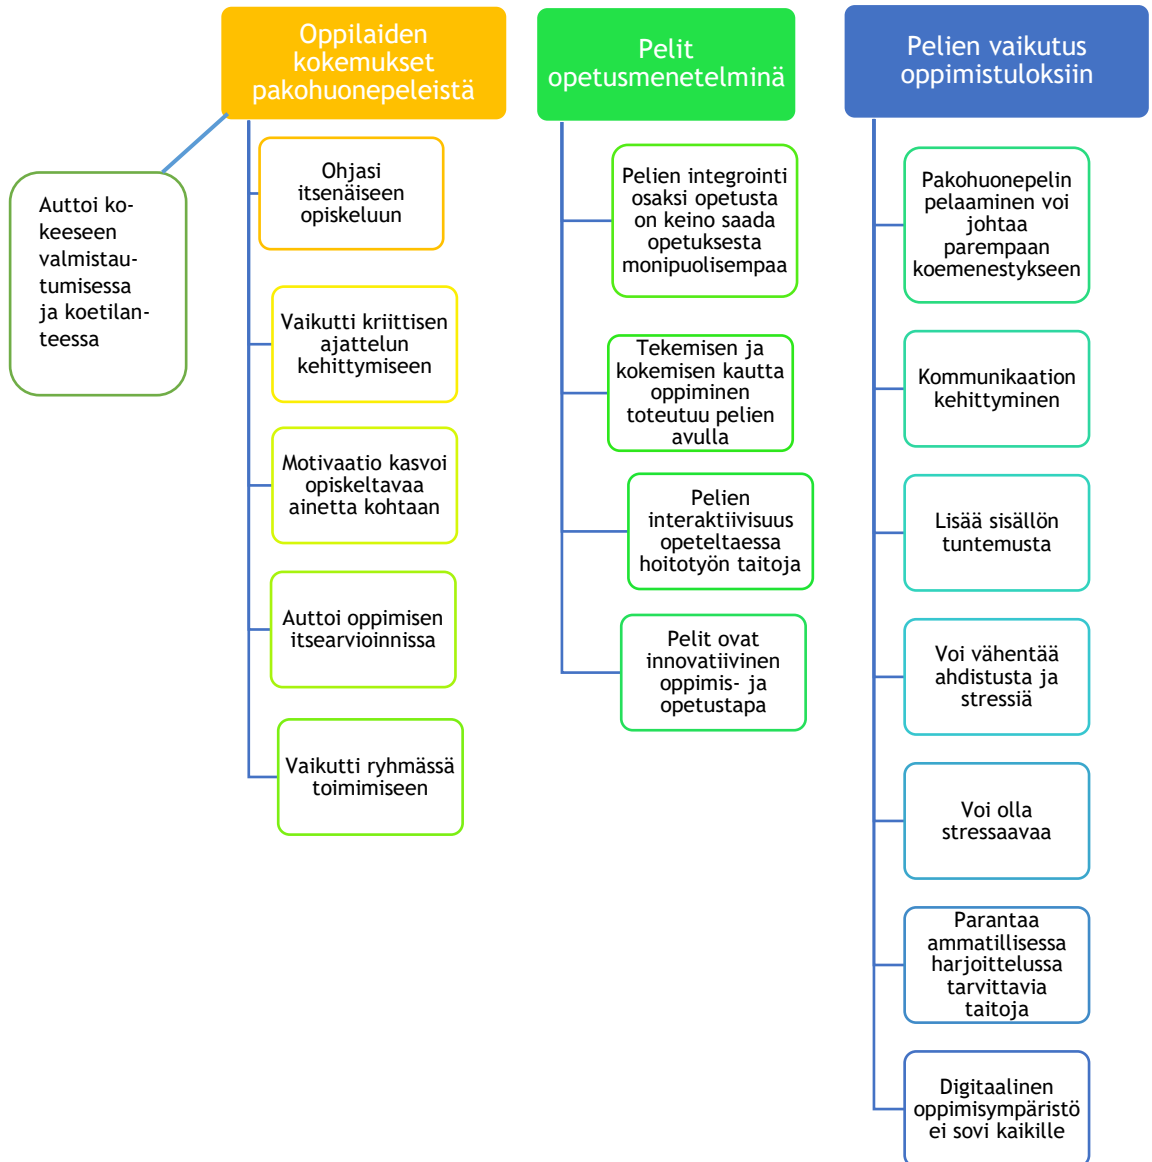 Oppilaiden
kokemukset
pakohuonepeleistä
Auttoi ko-
keeseen
valmistau-
tumisessa
ja koetilan-
teessa
Ohjasi
itsenäiseen
opiskeluun
Vaikutti kriittisen
ajattelun
kehittymiseen
Motivaatio kasvoi
opiskeltavaa
ainetta kohtaan
Auttoi oppimisen
itsearvioinnissa
Vaikutti ryhmässä
toimimiseen
Pelit
opetusmenetelminä
Pelien integrointi
osaksi opetusta
on keino saada
opetuksesta
monipuolisempaa
Tekemisen ja
kokemisen kautta
oppiminen
toteutuu pelien
avulla
Pelien
interaktiivisuus
opeteltaessa
hoitotyön taitoja
Pelit ovat
innovatiivinen
oppimis- ja
opetustapa
Pelien vaikutus
oppimistuloksiin
Pakohuonepelin
pelaaminen voi
johtaa
parempaan
koemenestykseen
Kommunikaation
kehittyminen
Lisää sisällön
tuntemusta
Voi vähentää
ahdistusta ja
stressiä
Voi olla
stressaavaa
Parantaa
ammatillisessa
harjoittelussa
tarvittavia
taitoja
Digitaalinen
oppimisympäristö
ei sovi kaikille